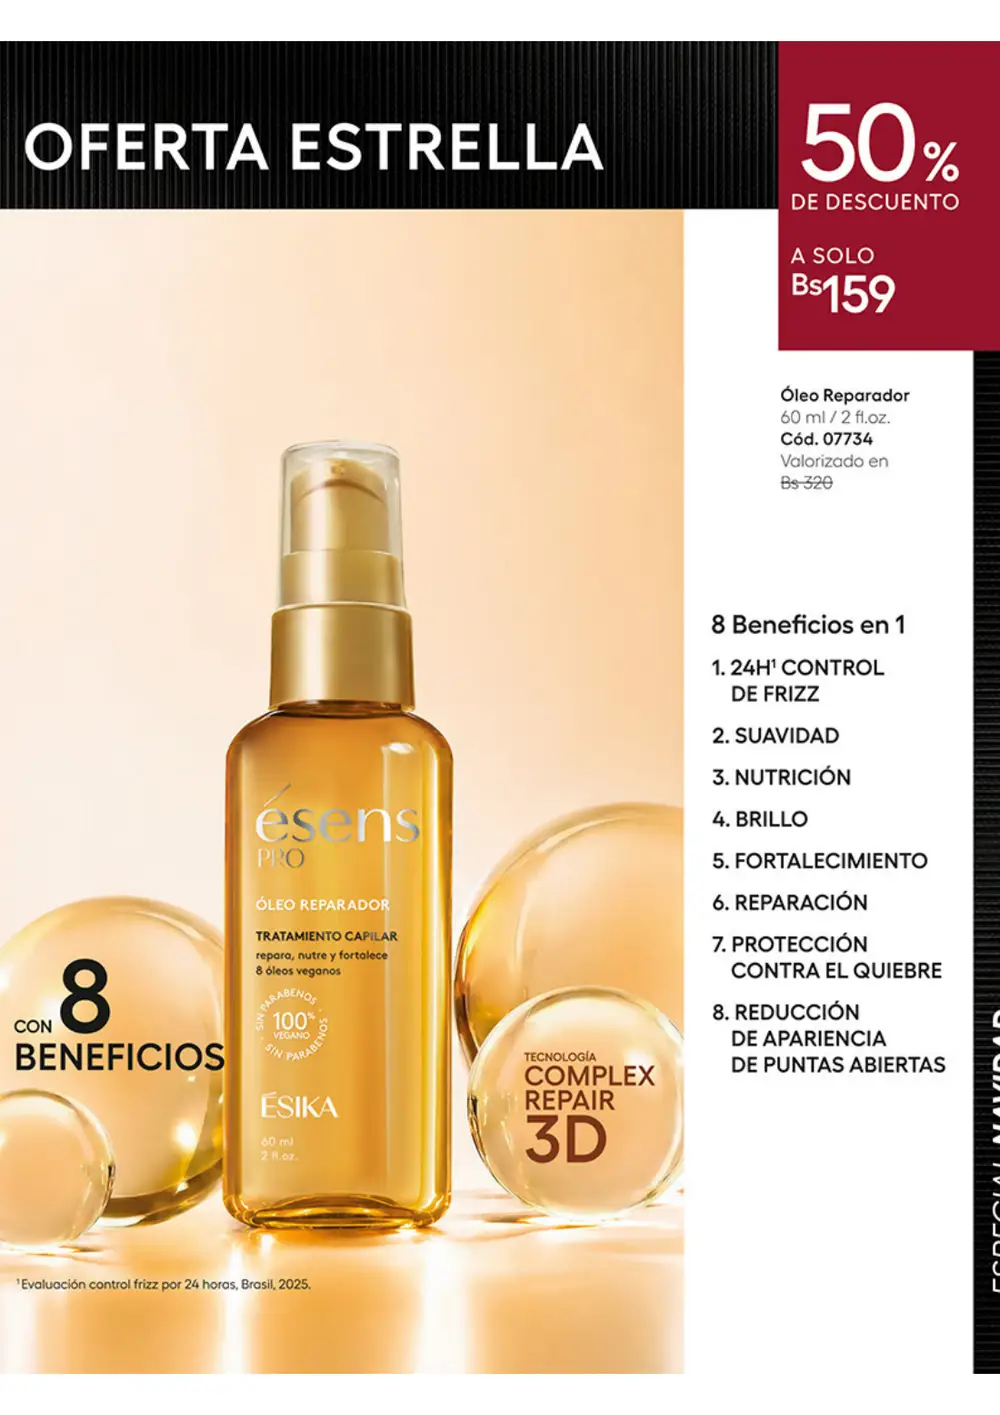 OFERTA ESTRELLA
50%
DE DESCUENTO
A SOLO
Bs159
Óleo Reparador
60 ml / 2 fl.oz.
Cód. 07734
Valorizado en
Bs 320
8 Beneficios en 1
1. 24H¹ CONTROL
DE FRIZZ
2. SUAVIDAD
3. NUTRICIÓN
4. BRILLO
5. FORTALECIMIENTO
6. REPARACIÓN
7. PROTECCIÓN
CONTRA EL QUIEBRE
8. REDUCCIÓN
DE APARIENCIA
DE PUNTAS ABIERTAS
ésens
PRO
ÓLEO REPARADOR
TRATAMIENTO CAPILAR
repara, nutre y fortalece
8 óleos veganos
SIN PARABENOS
100%
VEGANO
SIN PARABENOS
ÉSIKA
60 ml
2 fl.oz.
CON 8
BENEFICIOS
TECNOLOGÍA
COMPLEX
REPAIR
3D
¹Evaluación control frizz por 24 horas, Brasil, 2025.
ESPECIAL NAVIDAD